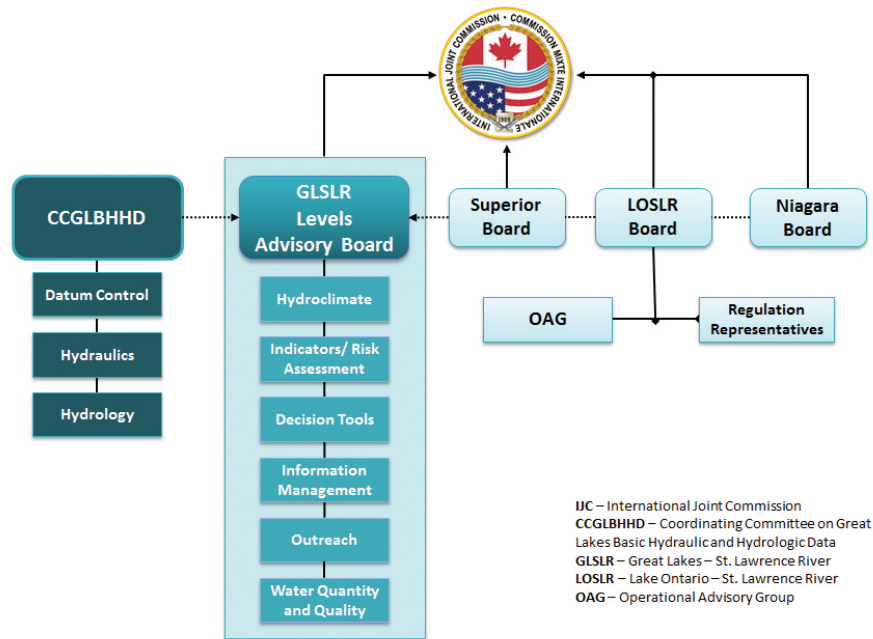 INTERNATIONAL JOINT COMMISSION • COMMISSION MIXTE INTERNATIONALE
1909
CCGLBHHD
Datum Control
Hydraulics
Hydrology
GLSLR
Levels
Advisory Board
Hydroclimate
Indicators/ Risk
Assessment
Decision Tools
Information
Management
Outreach
Water Quantity
and Quality
Superior
Board
LOSLR
Board
Niagara
Board
OAG
Regulation
Representatives
IJC – International Joint Commission
CCGLBHHD – Coordinating Committee on Great
Lakes Basic Hydraulic and Hydrologic Data
GLSLR – Great Lakes – St. Lawrence River
LOSLR – Lake Ontario – St. Lawrence River
OAG – Operational Advisory Group